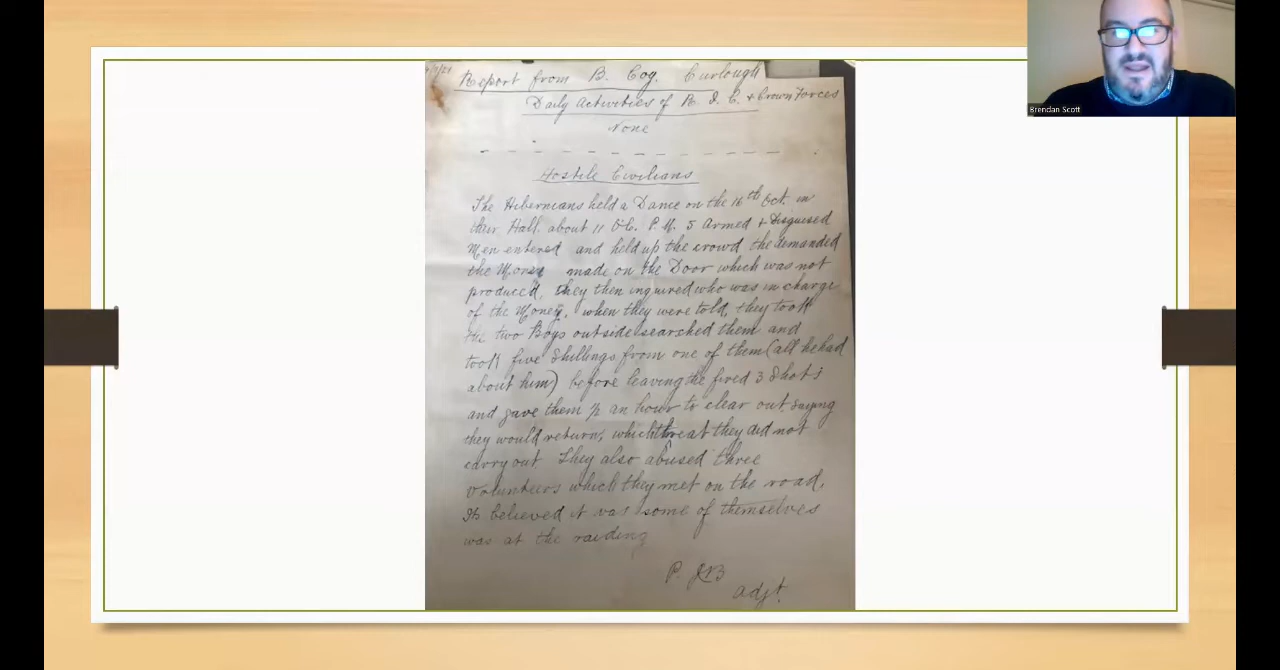 Report from B. Coy. Curlough
Daily Activities of R. I. C. + Crown Forces
None
Hostile Civilians
The Hibernians held a Dance on the 16th Oct. in
their Hall. about 11 O'C. P.M. 5 Armed + Disguised
Men entered and held up the crowd the demanded
the Money made on the Door which was not
produced, they then inquired who was in charge
of the Money, when they were told, they took
the two Boys outside searched them and
took five Shillings from one of them (all he had
about him) before leaving the fired 3 Shots
and gave them ½ an hour to clear out, saying
they would return, which threat they did not
carry out. They also abused three
Volunteers which they met on the road,
Its believed it was some of themselves
was at the raiding
P.
adjt.
Brendan Scott